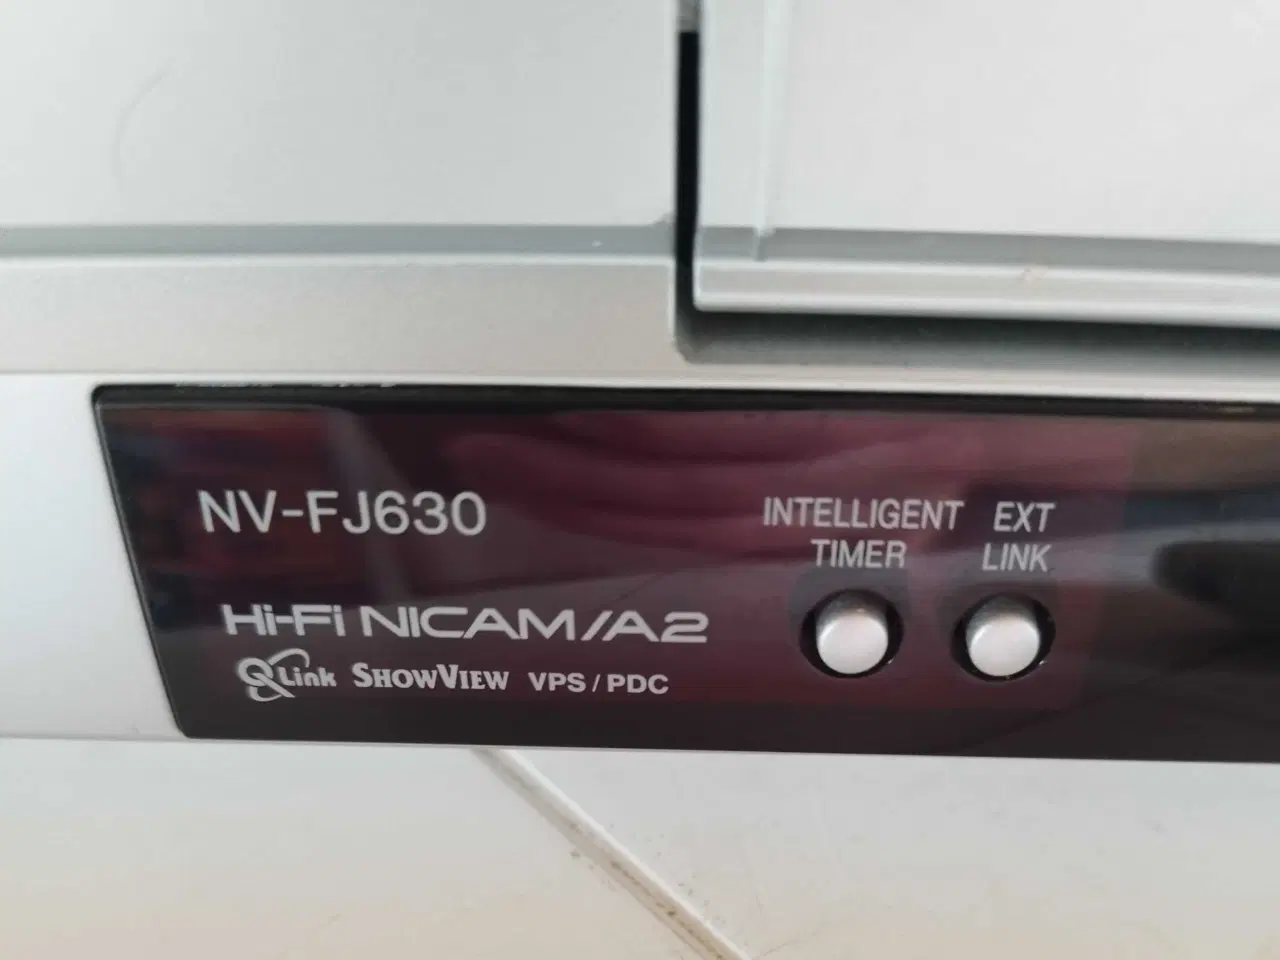 NV-FJ630
INTELLIGENT TIMER
EXT LINK
Hi-Fi NICAM/A2
Q Link SHOWVIEW VPS/PDC